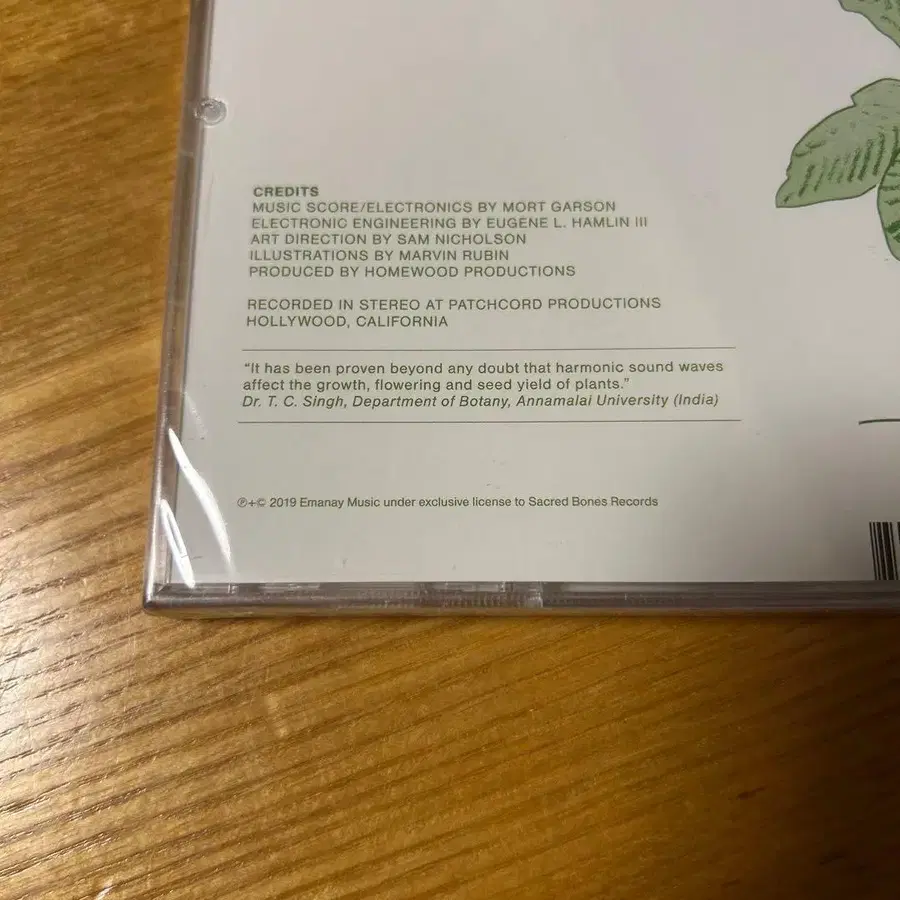 CREDITS
MUSIC SCORE/ELECTRONICS BY MORT GARSON
ELECTRONIC ENGINEERING BY EUGENE L. HAMLIN III
ART DIRECTION BY SAM NICHOLSON
ILLUSTRATIONS BY MARVIN RUBIN
PRODUCED BY HOMEWOOD PRODUCTIONS
RECORDED IN STEREO AT PATCHCORD PRODUCTIONS
HOLLYWOOD, CALIFORNIA
“It has been proven beyond any doubt that harmonic sound waves
affect the growth, flowering and seed yield of plants.”
Dr. T. C. Singh, Department of Botany, Annamalai University (India)
℗+© 2019 Emanay Music under exclusive license to Sacred Bones Records